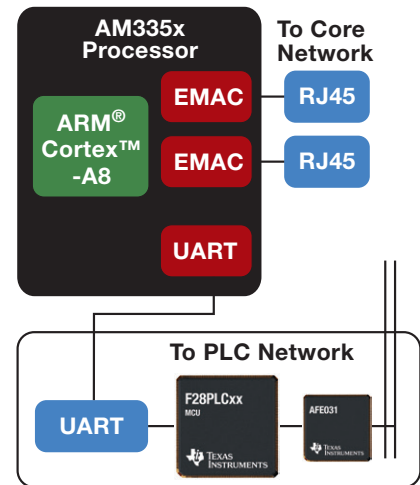 AM335x
Processor
To Core
Network
EMAC
RJ45
ARM®
Cortex™
-A8
EMAC
RJ45
UART
To PLC Network
UART
F28PLCxx
MCU
TEXAS
INSTRUMENTS
AFE031
TEXAS
INSTRUMENTS